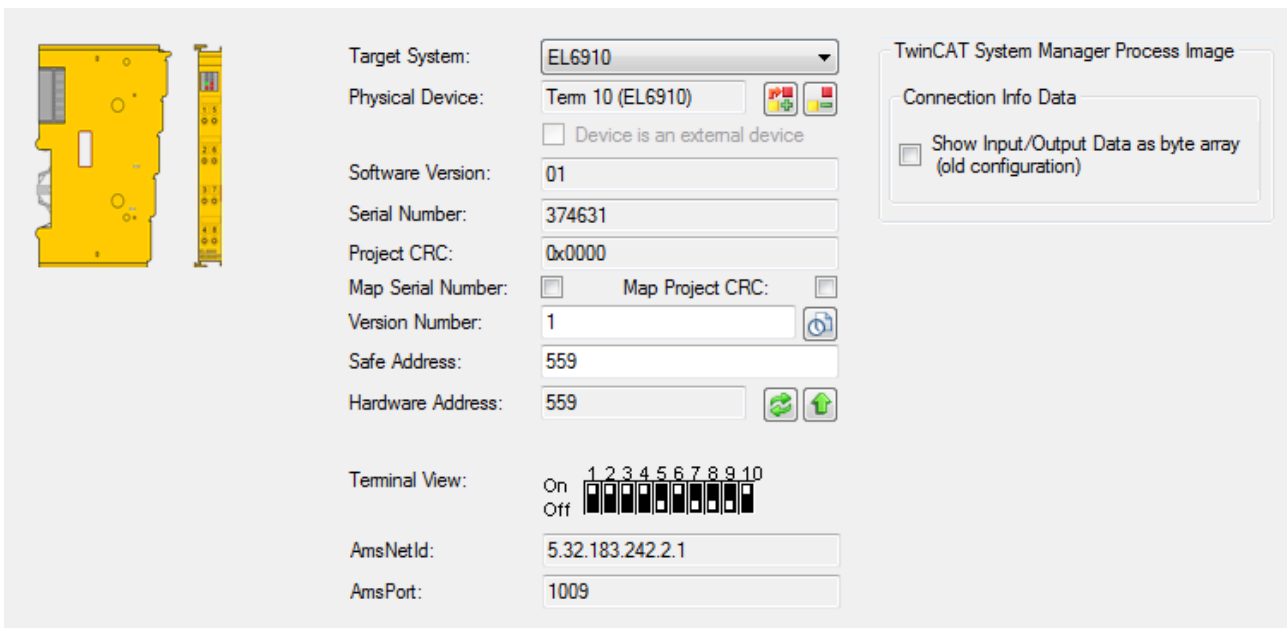 Target System: EL6910
TwinCAT System Manager Process Image
Physical Device: Term 10 (EL6910)
Connection Info Data
Device is an external device
Show Input/Output Data as byte array
(old configuration)
Software Version: 01
Serial Number: 374631
Project CRC: 0x0000
Map Serial Number: Map Project CRC:
Version Number: 1
Safe Address: 559
Hardware Address: 559
Terminal View:
1 2 3 4 5 6 7 8 9 10
On
Off
AmsNetId: 5.32.183.242.2.1
AmsPort: 1009